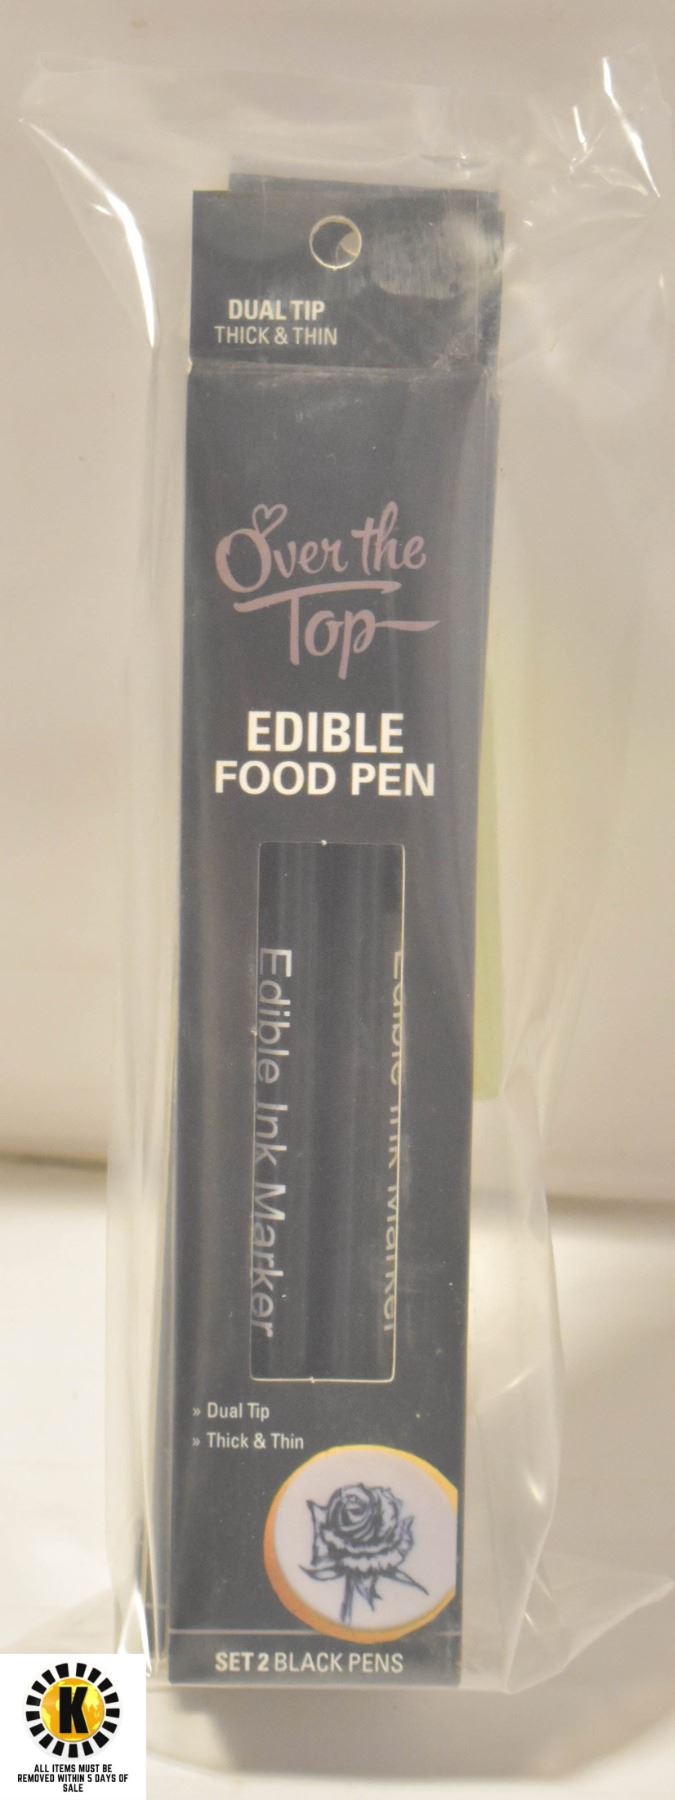 DUAL TIP
THICK & THIN
Over the
Top
EDIBLE
FOOD PEN
Edible Ink Marker
Edible Ink Marker
» Dual Tip
» Thick & Thin
SET 2 BLACK PENS
K
ALL ITEMS MUST BE
REMOVED WITHIN 5 DAYS OF
SALE